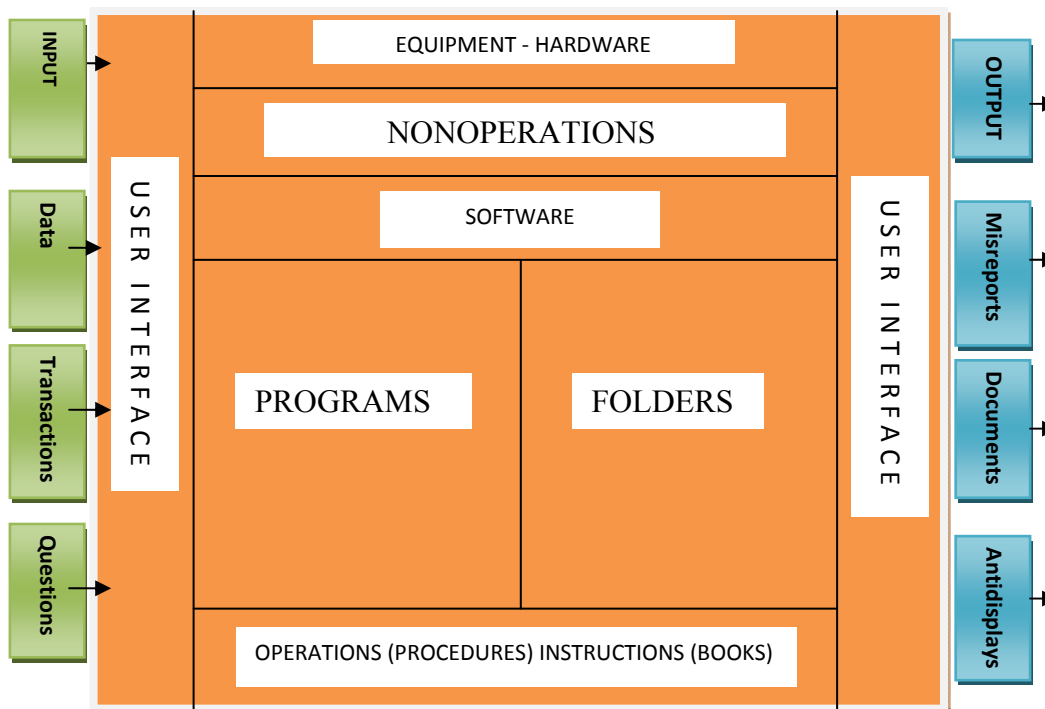 INPUT
Data
Transactions
Questions
USER INTERFACE
EQUIPMENT - HARDWARE
NONOPERATIONS
SOFTWARE
PROGRAMS
FOLDERS
OPERATIONS (PROCEDURES) INSTRUCTIONS (BOOKS)
USER INTERFACE
OUTPUT
Misreports
Documents
Antidisplays